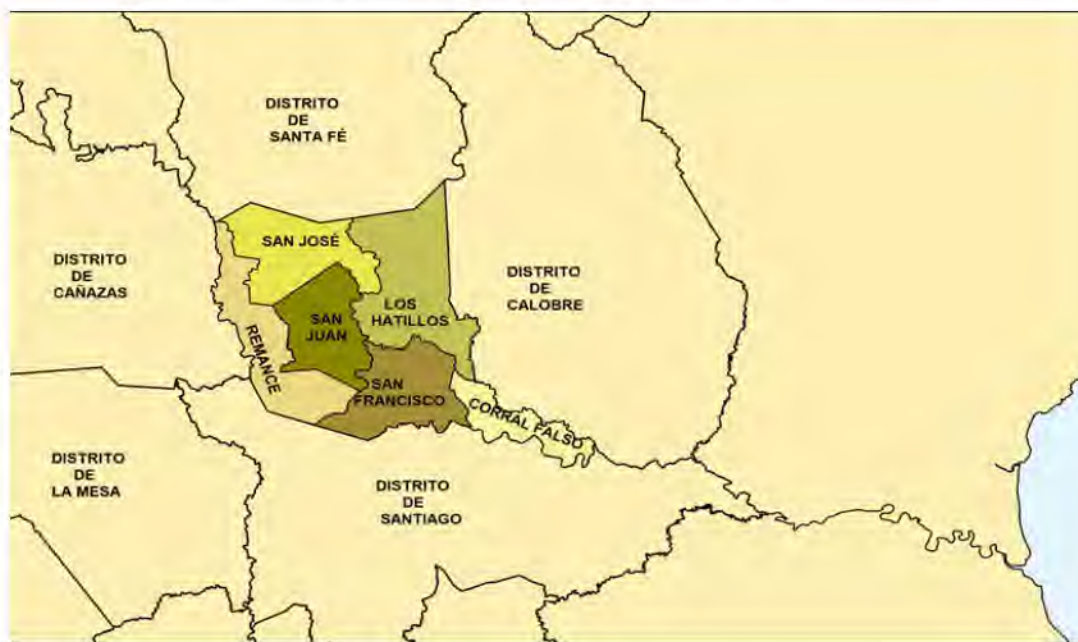 DISTRITO
DE
SANTA FÉ
SAN JOSÉ
DISTRITO
DE
CAÑAZAS
DISTRITO
DE
CALOBRE
LOS
HATILLOS
SAN
JUAN
REMANCE
SAN
FRANCISCO
CORRAL FALSO
DISTRITO
DE
LA MESA
DISTRITO
DE
SANTIAGO